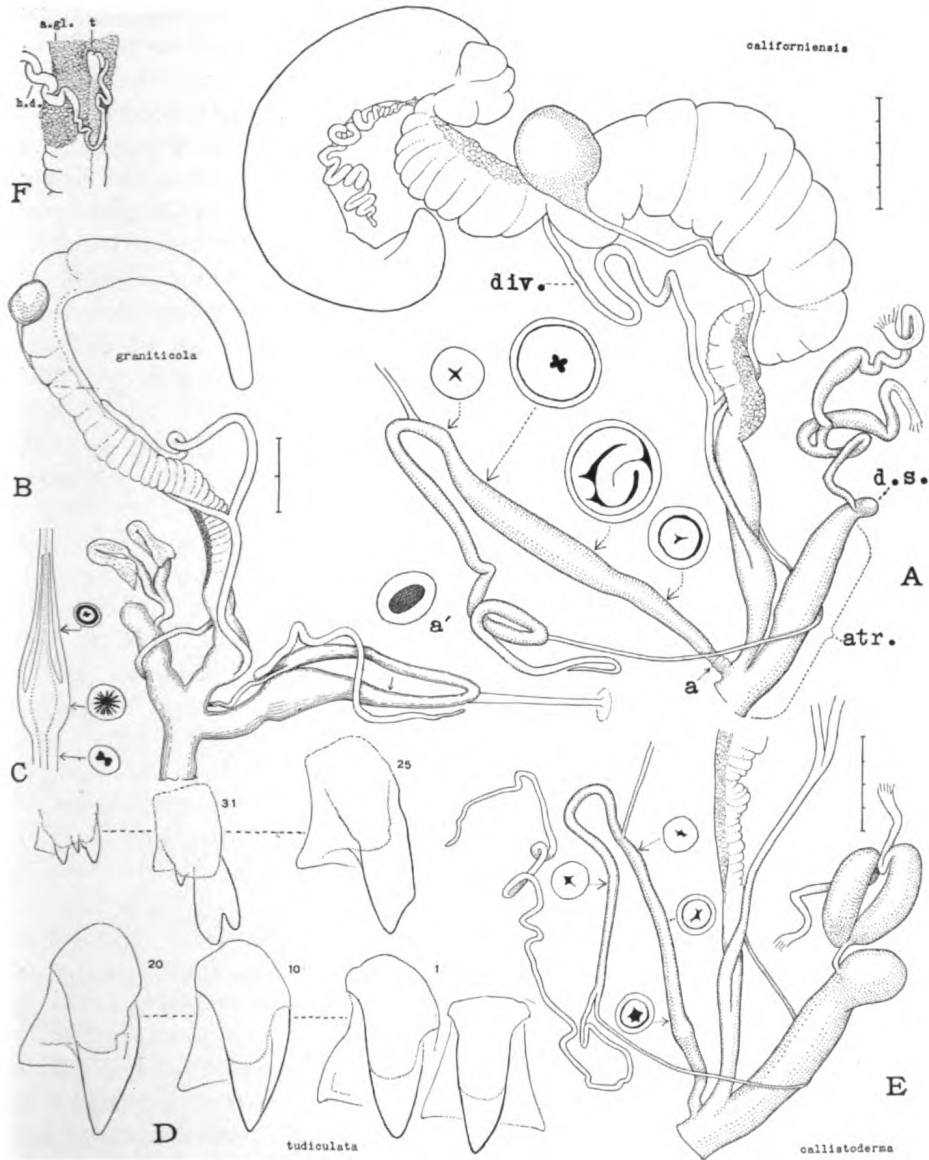 a.gl. t
californiensis
h.d.
F
div.
graniticola
B
d.s.
A
a'
atr.
a
C
25
31
20
10
1
E
D
tudiculata
callistoderma